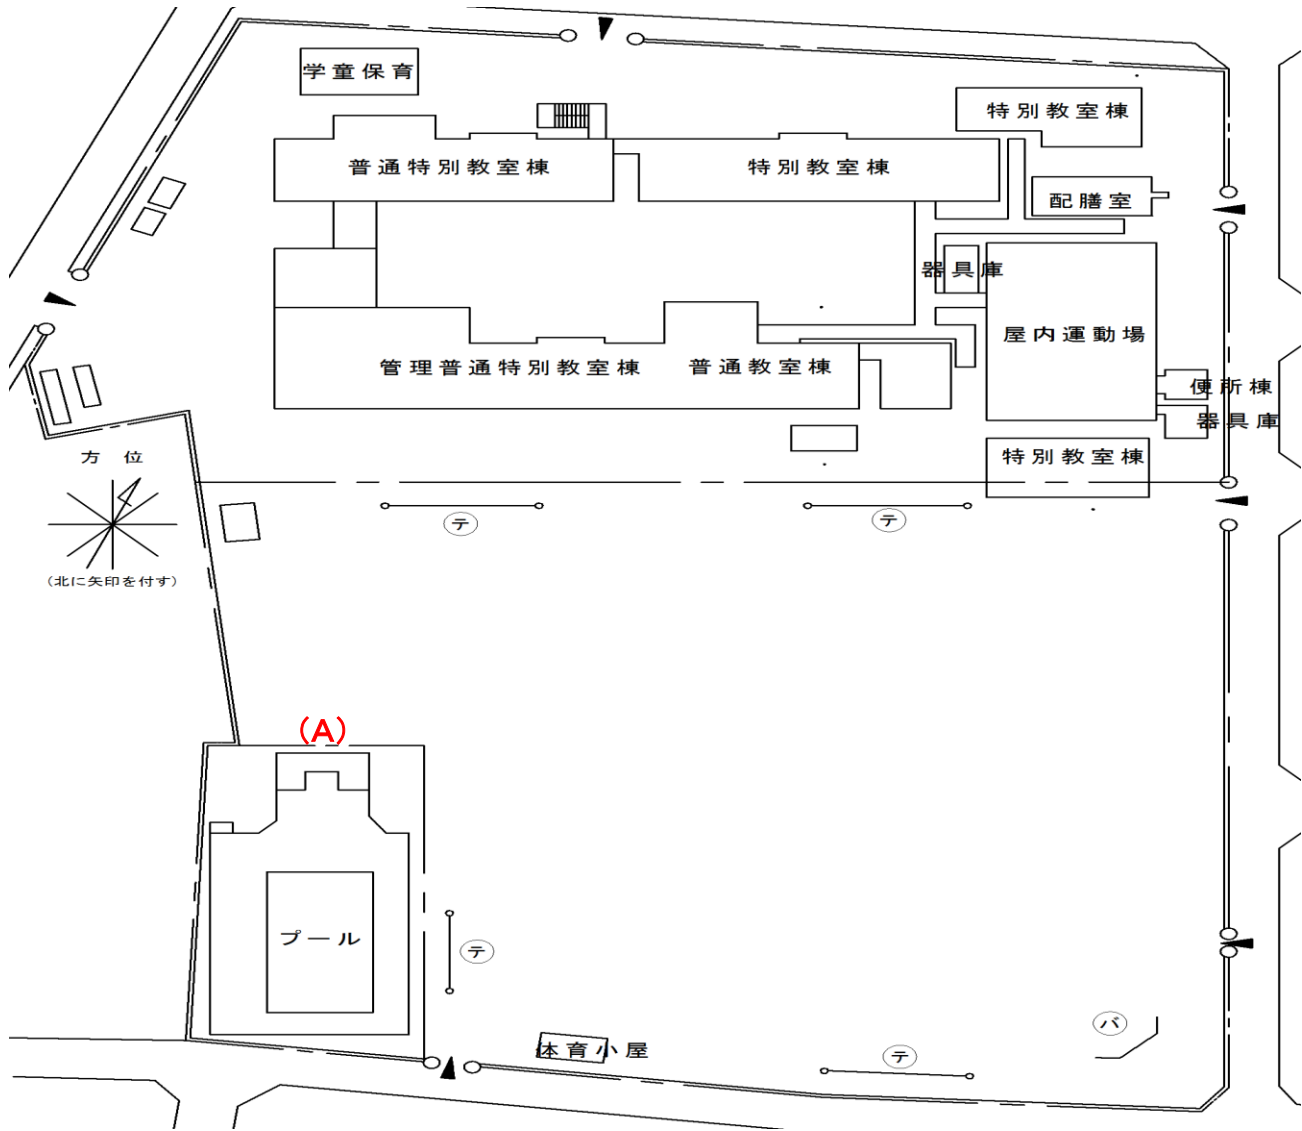 学童保育
特別教室棟
普通特別教室棟
特別教室棟
配膳室
器具庫
屋内運動場
管理普通特別教室棟
普通教室棟
便所棟
器具庫
特別教室棟
方位
(北に矢印を付す)
テ
テ
(A)
プール
テ
体育小屋
テ
バ